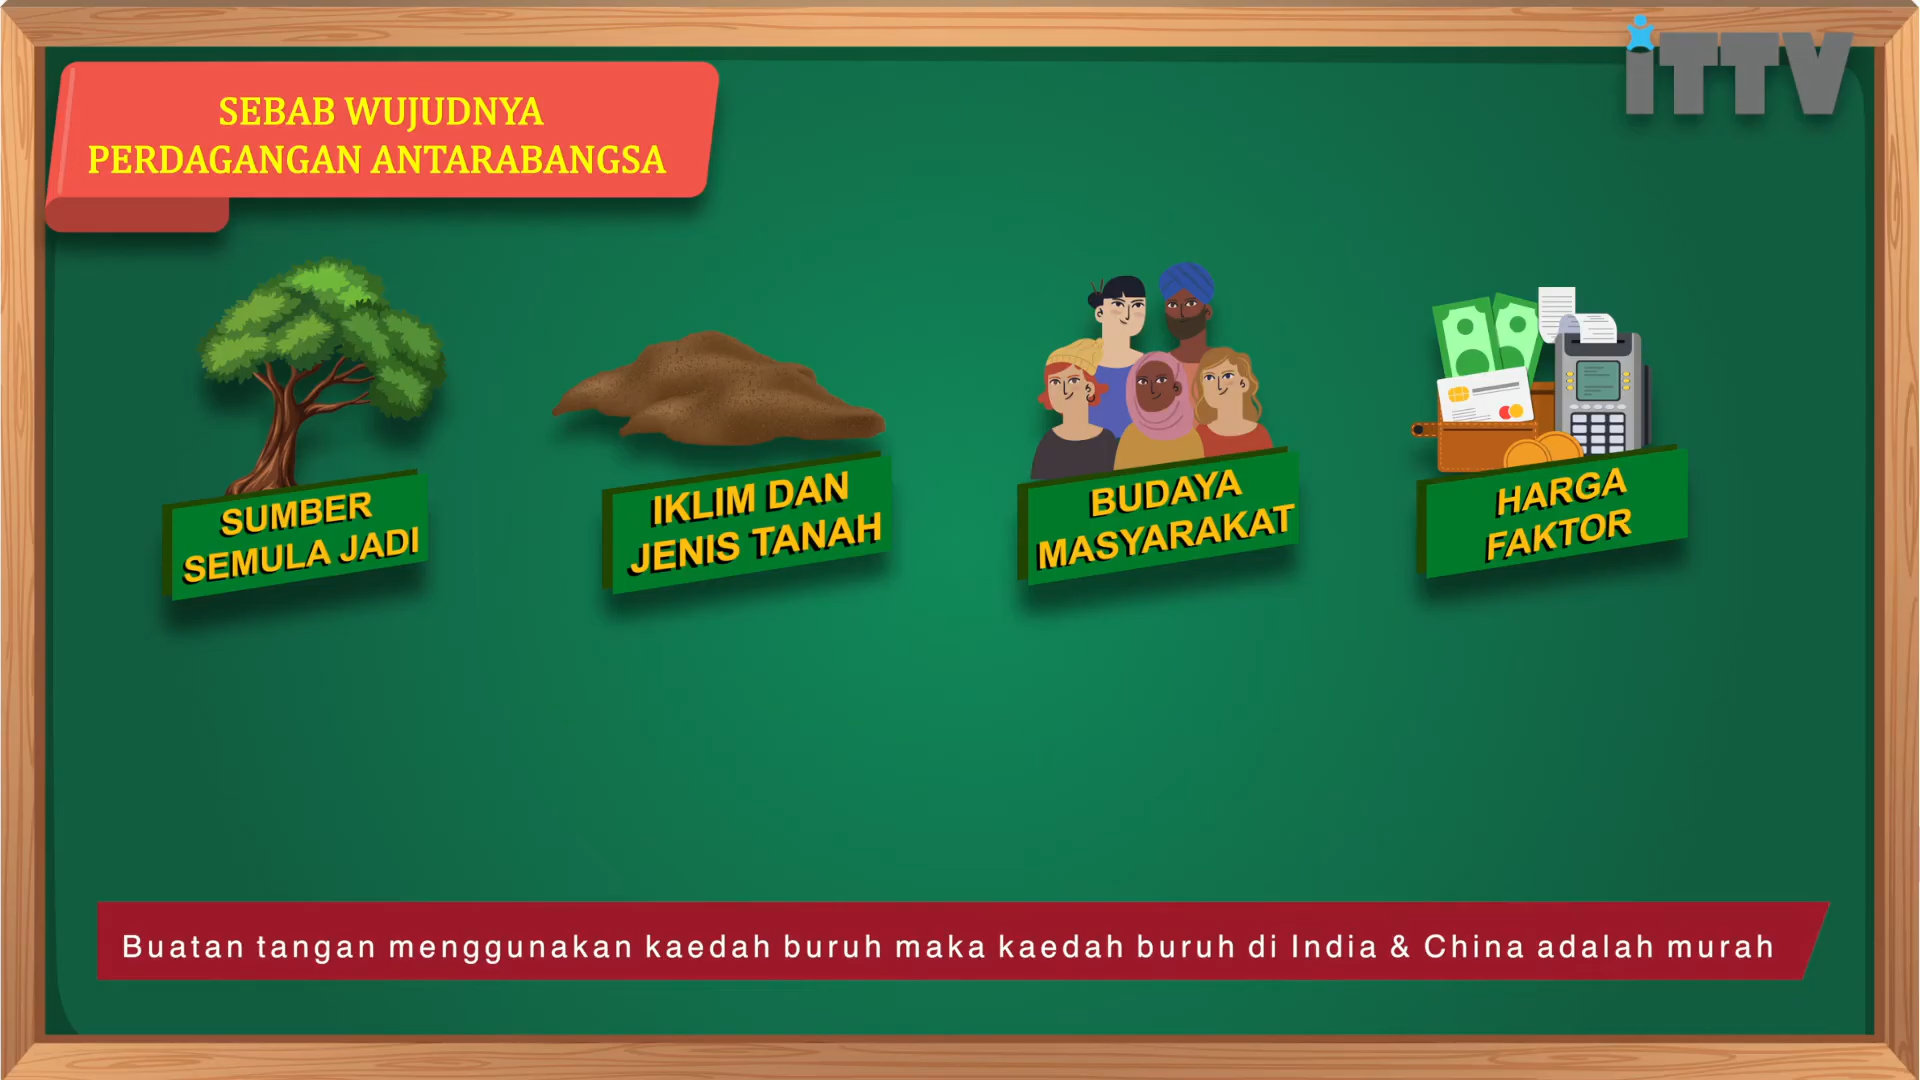 iTTV
SEBAB WUJUDNYA
PERDAGANGAN ANTARABANGSA
SUMBER
SEMULA JADI
IKLIM DAN
JENIS TANAH
BUDAYA
MASYARAKAT
HARGA
FAKTOR
Buatan tangan menggunakan kaedah buruh maka kaedah buruh di India & China adalah murah